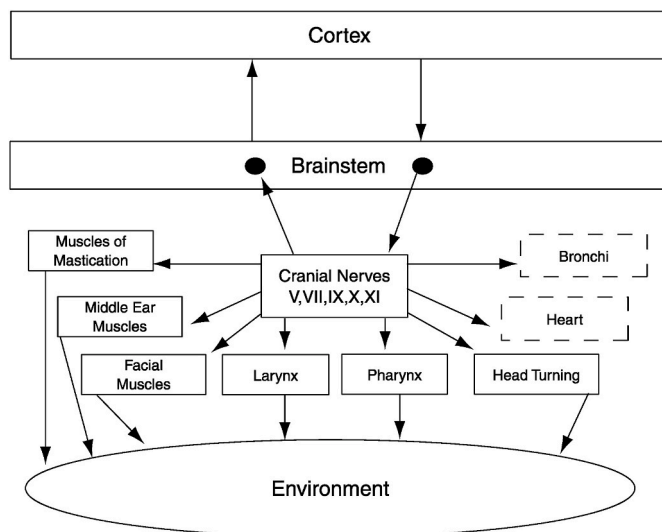 Cortex
Brainstem
Muscles of
Mastication
Cranial Nerves
V,VII,IX,X,XI
Bronchi
Middle Ear
Muscles
Heart
Facial
Muscles
Larynx
Pharynx
Head Turning
Environment